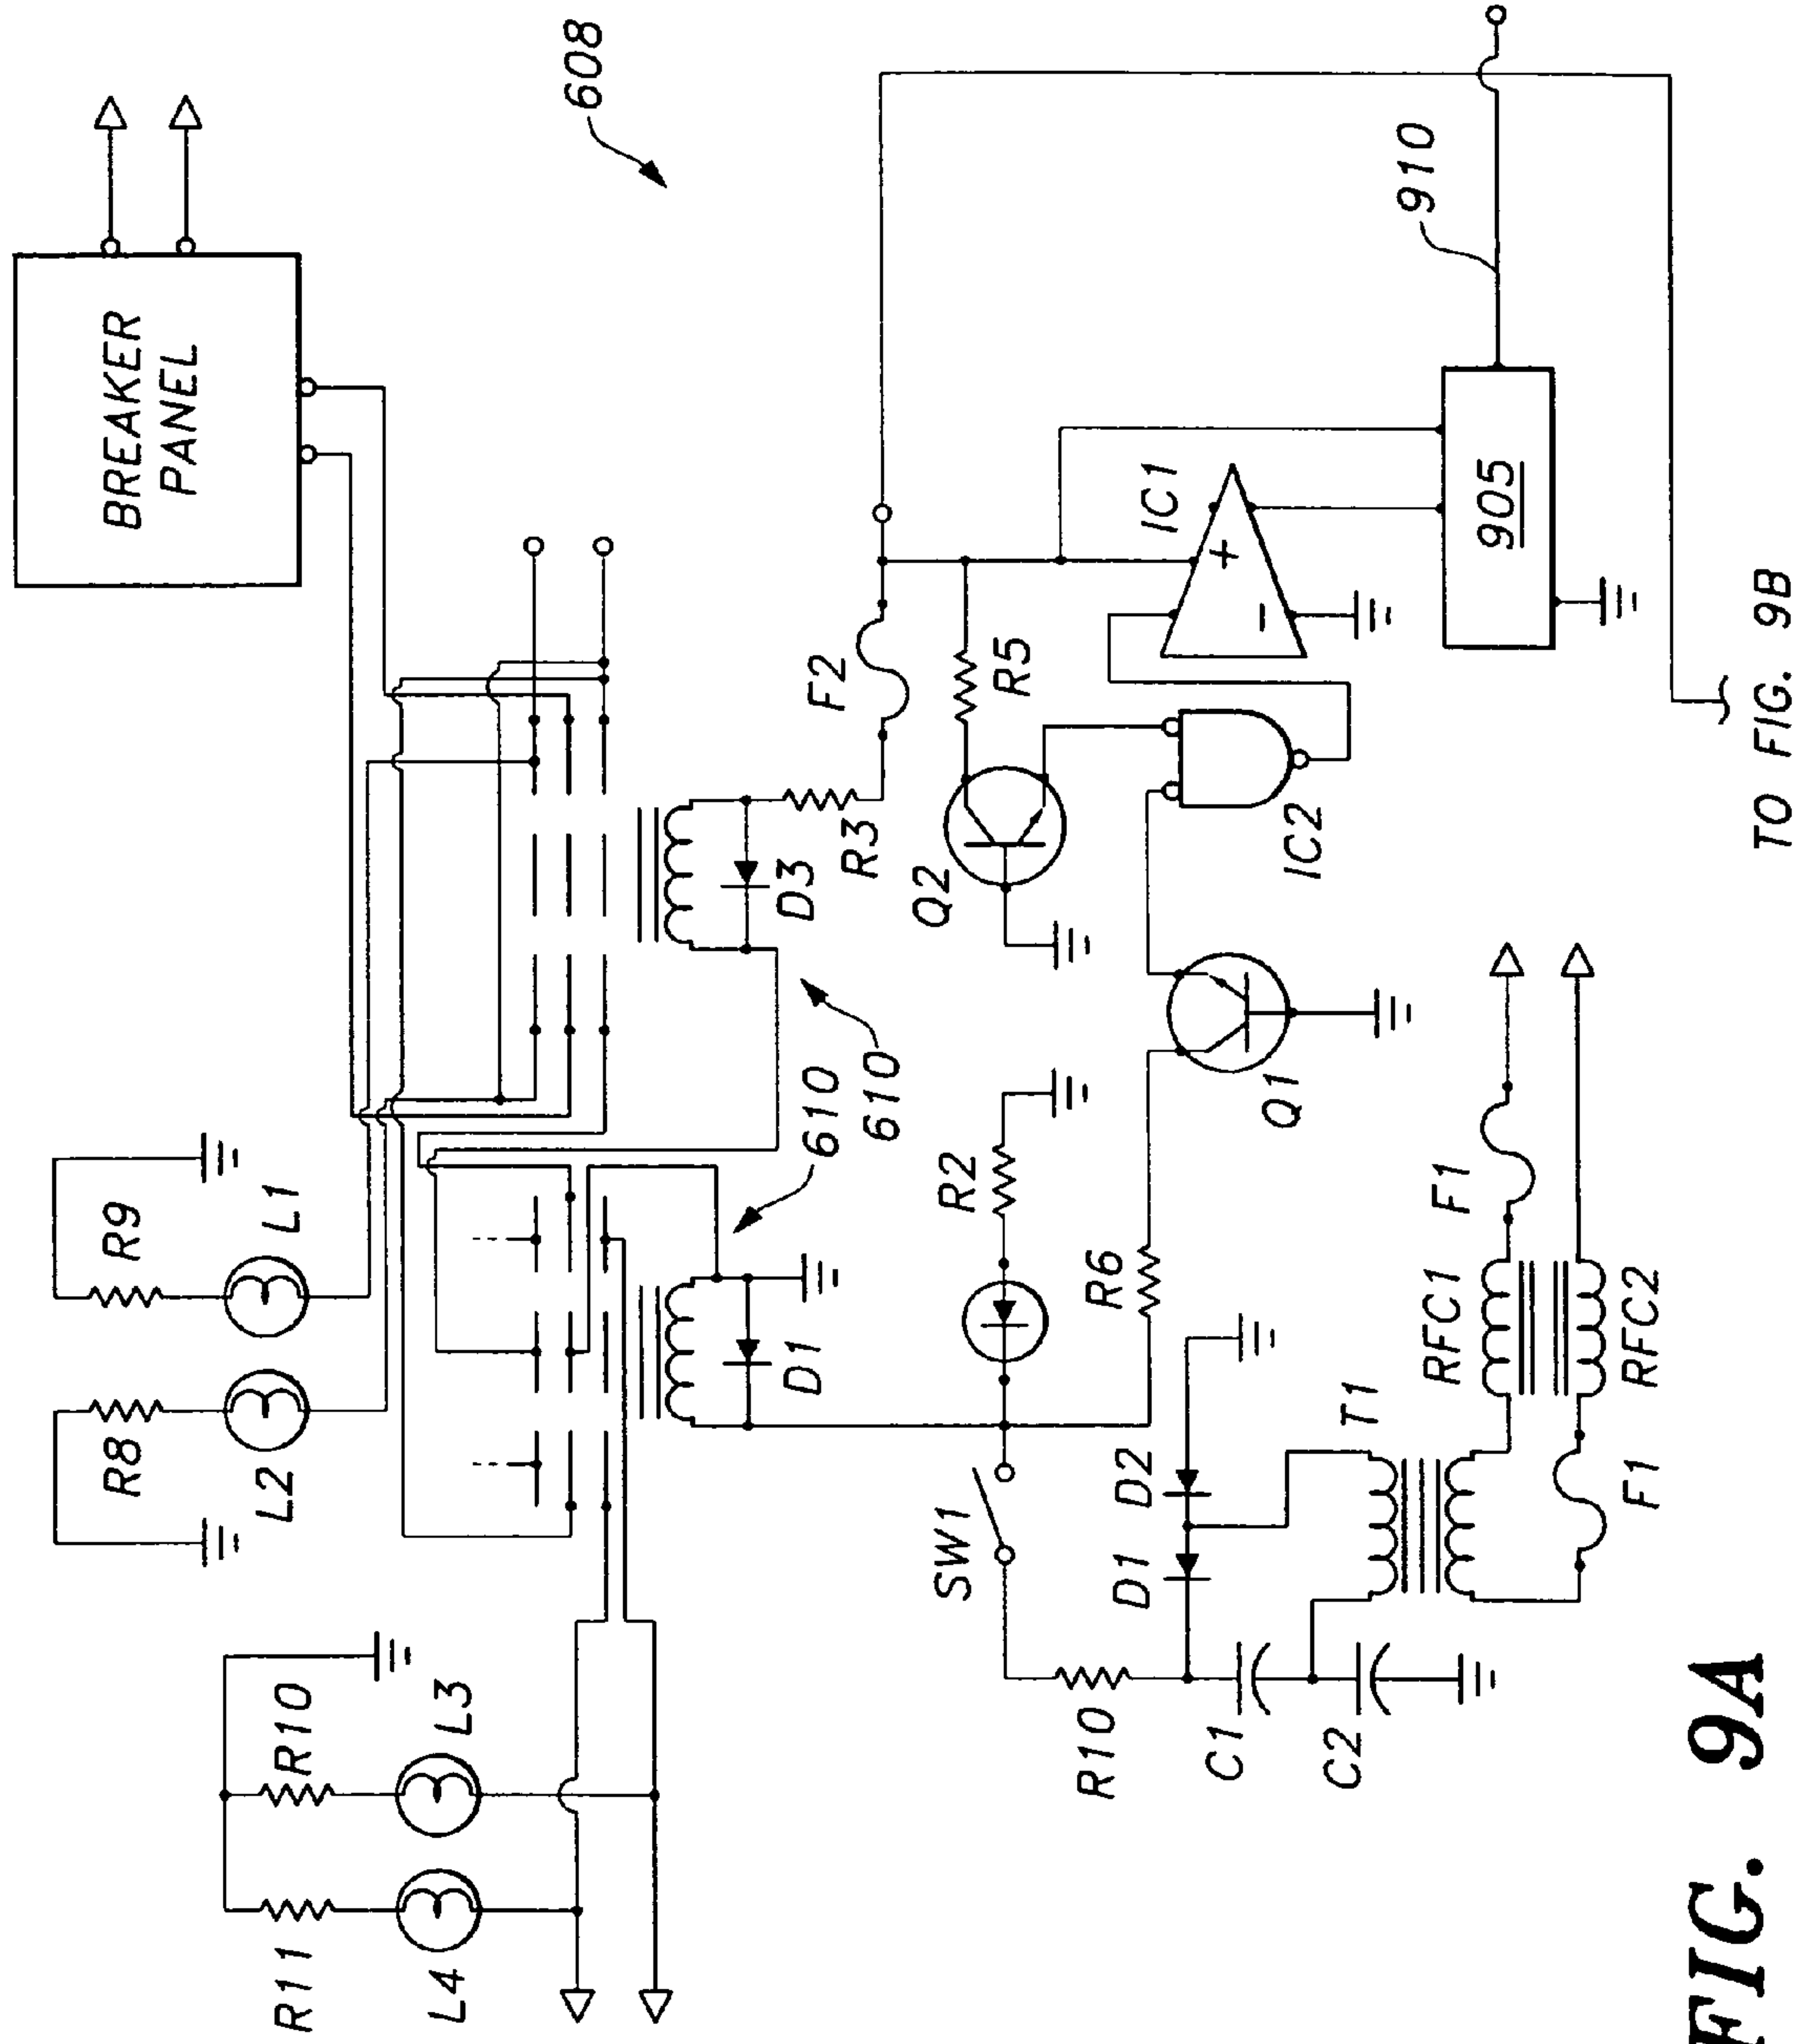 R11
L4
R10
L3
R8
L2
R9
L1
BREAKER
PANEL
608
610
610
D1
D3
R3
F2
SW1
R2
Q2
R5
R6
Q1
IC2
IC1
905
910
R10
C1
C2
D1
D2
T1
RFC1
F1
F1
RFC2
TO FIG. 9B
FIG. 9A